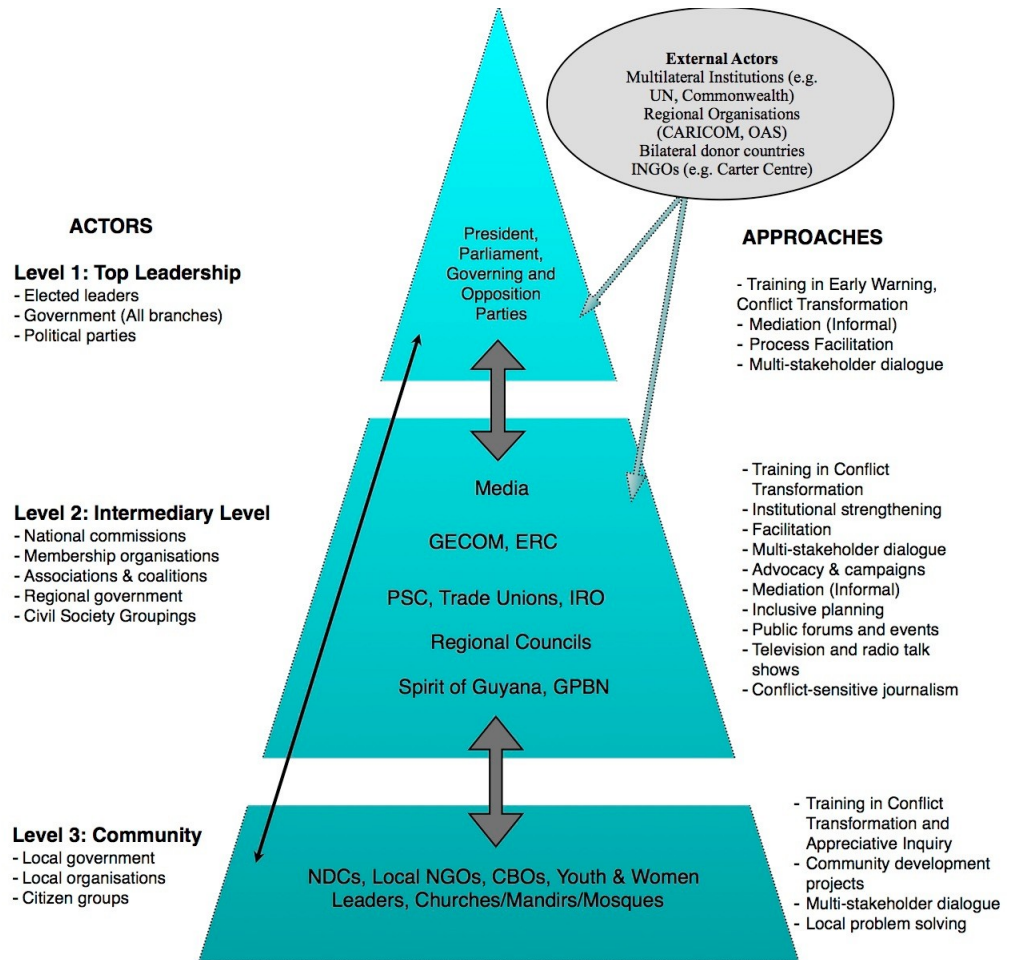 External Actors
Multilateral Institutions (e.g.
UN, Commonwealth)
Regional Organisations
(CARICOM, OAS)
Bilateral donor countries
INGOs (e.g. Carter Centre)
ACTORS
Level 1: Top Leadership
- Elected leaders
- Government (All branches)
- Political parties
President,
Parliament,
Governing and
Opposition
Parties
APPROACHES
- Training in Early Warning,
Conflict Transformation
- Mediation (Informal)
- Process Facilitation
- Multi-stakeholder dialogue
Level 2: Intermediary Level
- National commissions
- Membership organisations
- Associations & coalitions
- Regional government
- Civil Society Groupings
Media
GECOM, ERC
PSC, Trade Unions, IRO
Regional Councils
Spirit of Guyana, GPBN
- Training in Conflict
Transformation
- Institutional strengthening
- Facilitation
- Multi-stakeholder dialogue
- Advocacy & campaigns
- Mediation (Informal)
- Inclusive planning
- Public forums and events
- Television and radio talk
shows
- Conflict-sensitive journalism
Level 3: Community
- Local government
- Local organisations
- Citizen groups
NDCs, Local NGOs, CBOs, Youth & Women
Leaders, Churches/Mandirs/Mosques
- Training in Conflict
Transformation and
Appreciative Inquiry
- Community development
projects
- Multi-stakeholder dialogue
- Local problem solving